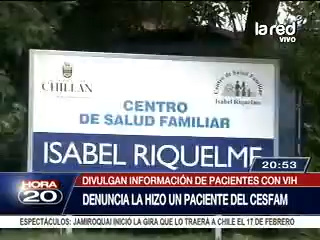 la red
vivo
CHILLÁN
Centro de Salud Familiar
Isabel Riquelme
CENTRO
DE SALUD FAMILIAR
ISABEL RIQUELME
20:53
HORA
20
DIVULGAN INFORMACIÓN DE PACIENTES CON VIH
DENUNCIA LA HIZO UN PACIENTE DEL CESFAM
ESPECTACULOS: JAMIROQUAI INICIÓ LA GIRA QUE LO TRAERA A CHILE EL 17 DE FEBRERO